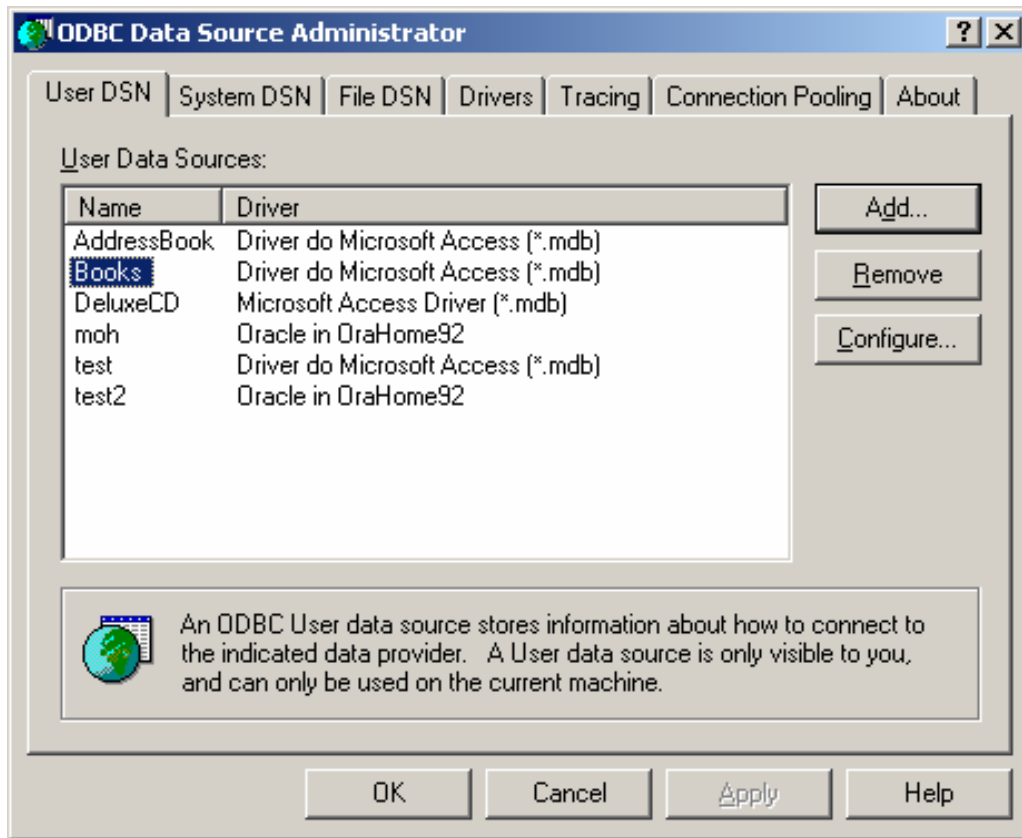 ODBC Data Source Administrator
User DSN System DSN File DSN Drivers Tracing Connection Pooling About
User Data Sources:
Name Driver
AddressBook Driver do Microsoft Access (*.mdb)
Books Driver do Microsoft Access (*.mdb)
DeluxeCD Microsoft Access Driver (*.mdb)
moh Oracle in OraHome92
test Driver do Microsoft Access (*.mdb)
test2 Oracle in OraHome92
Add...
Remove
Configure...
An ODBC User data source stores information about how to connect to
the indicated data provider. A User data source is only visible to you,
and can only be used on the current machine.
OK Cancel Apply Help